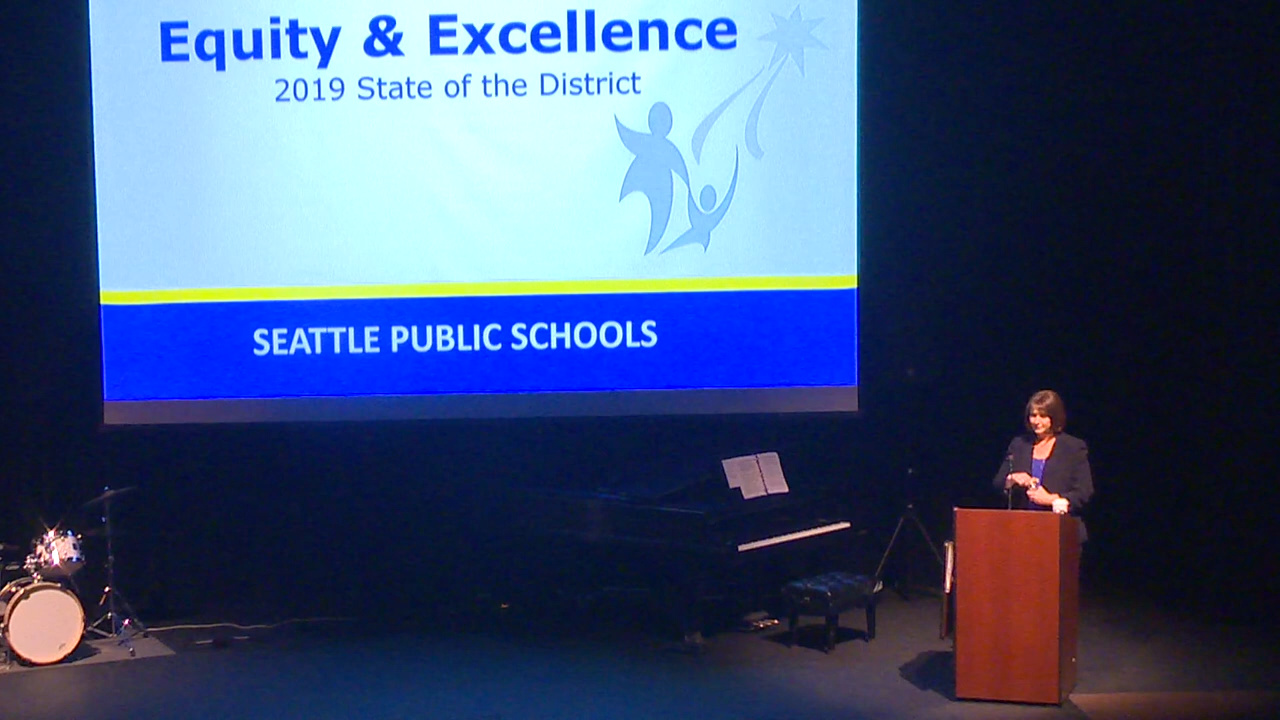 Equity & Excellence
2019 State of the District
SEATTLE PUBLIC SCHOOLS